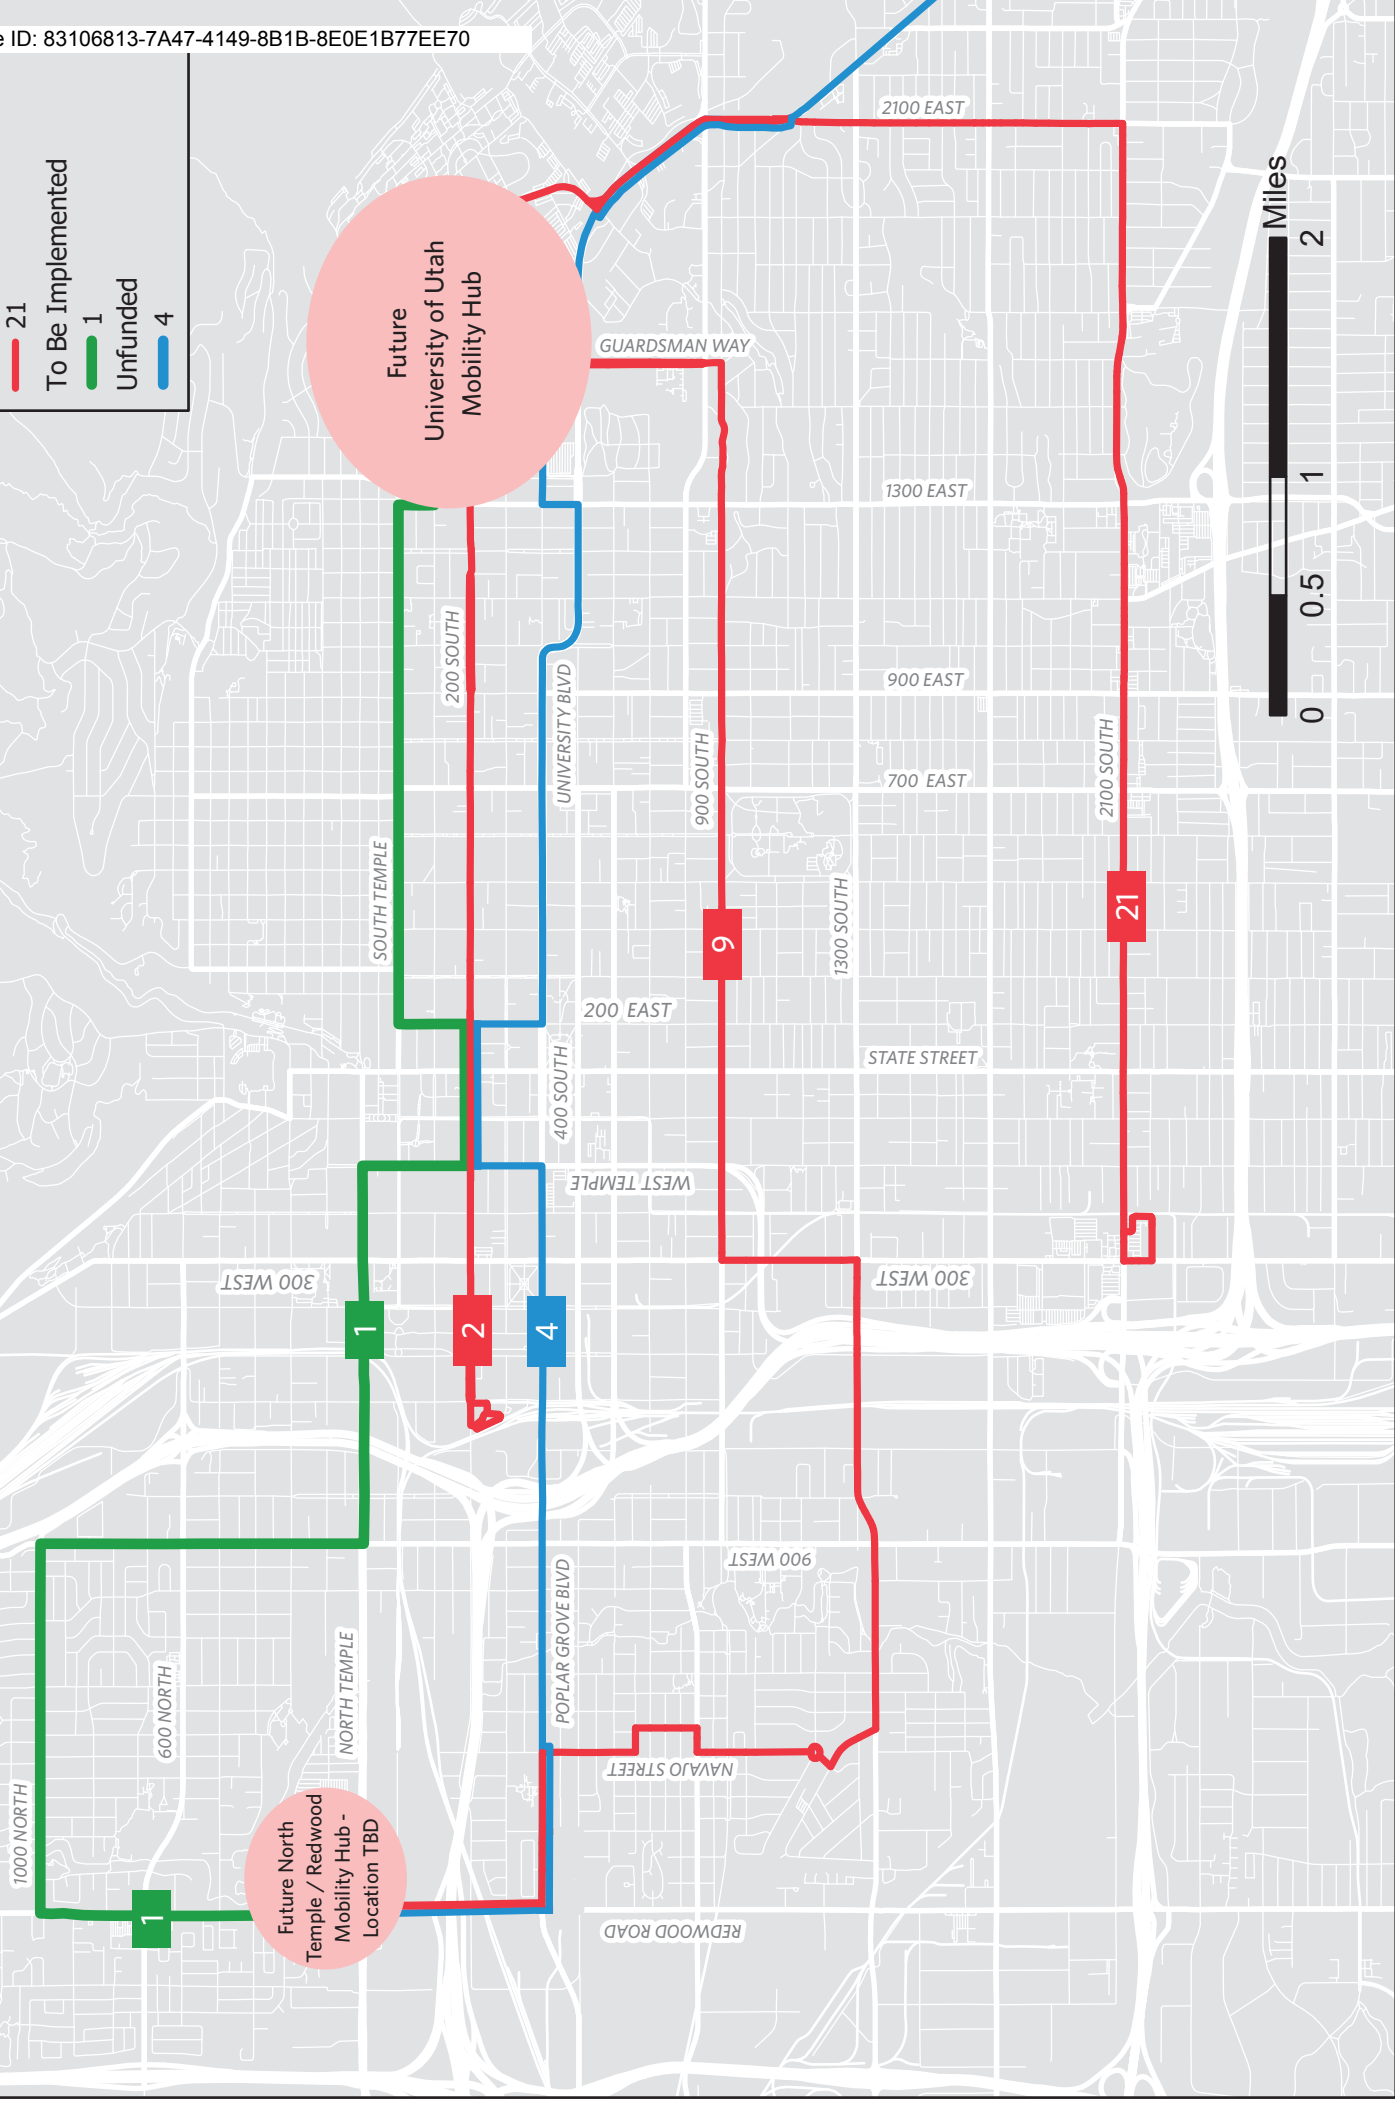 e ID: 83106813-7A47-4149-8B1B-8E0E1B77EE70
21
To Be Implemented
1
Unfunded
4
Future
University of Utah
Mobility Hub
GUARDSMAN WAY
2100 EAST
1300 EAST
900 EAST
700 EAST
200 EAST
STATE STREET
WEST TEMPLE
300 WEST
300 WEST
900 WEST
NAVAJO STREET
REDWOOD ROAD
1000 NORTH
600 NORTH
NORTH TEMPLE
SOUTH TEMPLE
200 SOUTH
UNIVERSITY BLVD
400 SOUTH
POPLAR GROVE BLVD
900 SOUTH
1300 SOUTH
2100 SOUTH
1
1
2
4
9
21
Future North
Temple / Redwood
Mobility Hub -
Location TBD
Miles
0
0.5
1
2